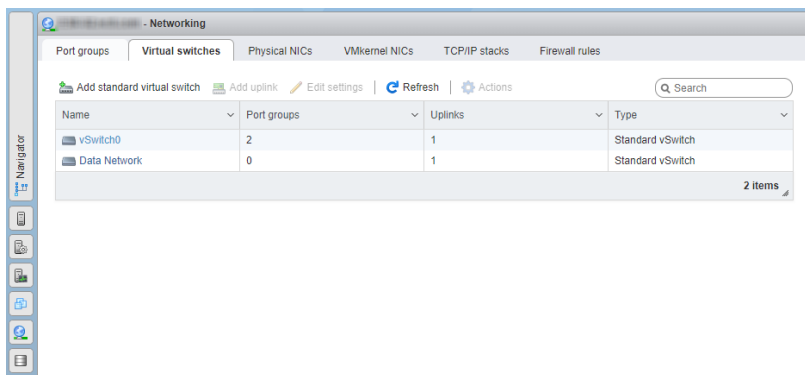 - Networking
Port groups Virtual switches Physical NICs VMkernel NICs TCP/IP stacks Firewall rules
Add standard virtual switch Add uplink Edit settings Refresh Actions Search
Name Port groups Uplinks Type
vSwitch0 2 1 Standard vSwitch
Data Network 0 1 Standard vSwitch
2 items
Navigator